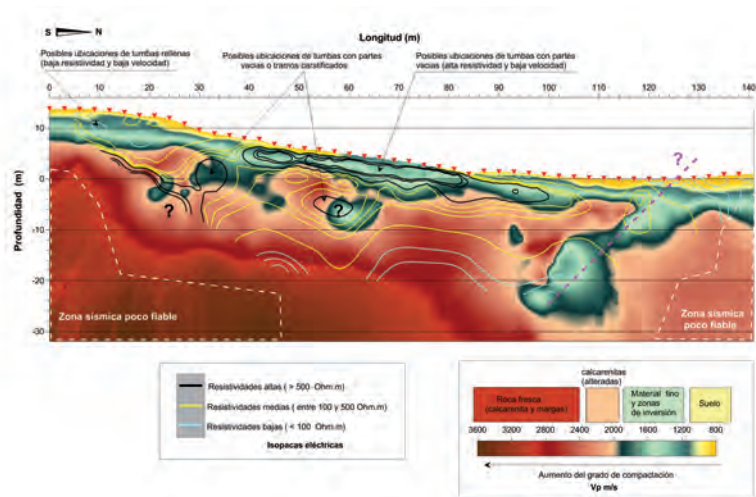 S N
Longitud (m)
Posibles ubicaciones de tumbas rellenas
(baja resistividad y baja velocidad)
Posibles ubicaciones de tumbas con partes
vacias o tramos carstificados
Posibles ubicaciones de tumbas con partes
vacias (alta resistividad y baja velocidad)
0 10 20 30 40 50 60 70 80 90 100 110 120 130 140
Profundidad (m)
10
0
-10
-20
-30
?
?
?
Zona sísmica poco fiable
Zona sísmica
poco fiable
Resistividades altas ( > 500 Ohm.m)
Resistividades medias ( entre 100 y 500 Ohm.m)
Resistividades bajas ( < 100 Ohm.m)
Isopacas eléctricas
calcarenitas
(alteradas)
Roca fresca
(calcarenita y margas)
Material fino
y zonas
de inversión
Suelo
3600 3200 2800 2400 2000 1600 1200 800
Aumento del grado de compactación
Vp m/s